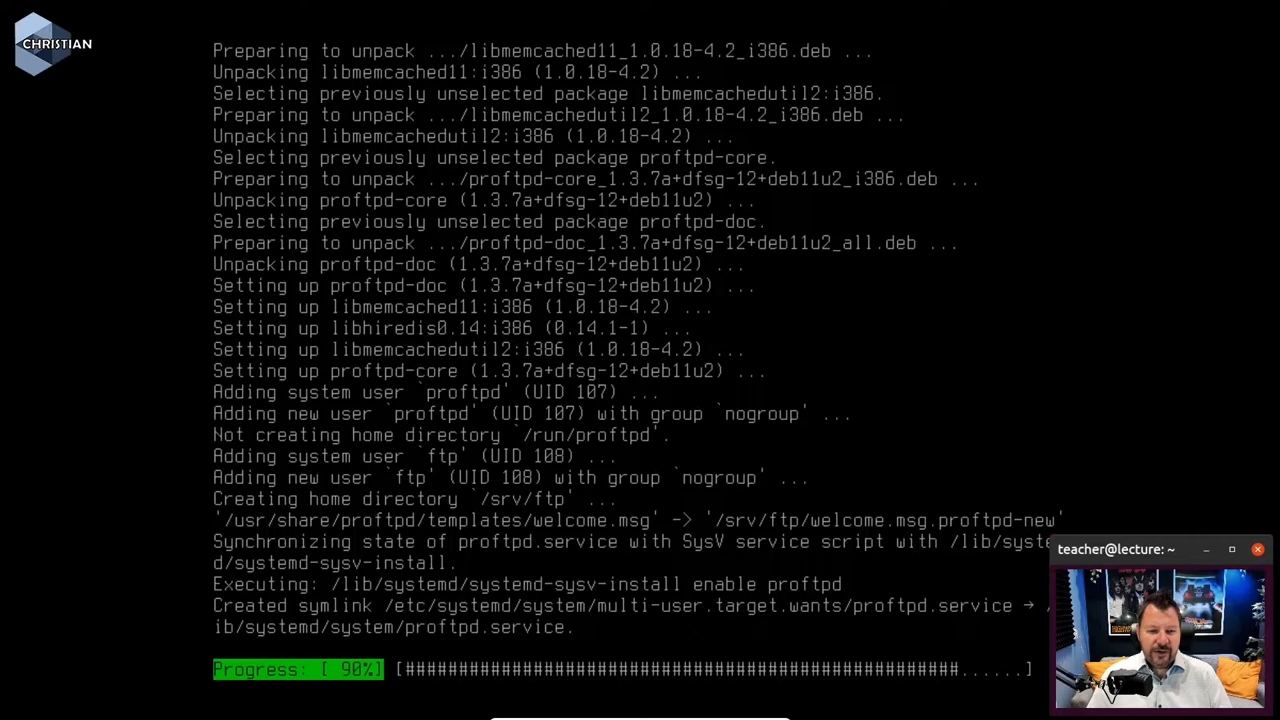 CHRISTIAN
Preparing to unpack .../libmemcached11_1.0.18-4.2_i386.deb ...
Unpacking libmemcached11:i386 (1.0.18-4.2) ...
Selecting previously unselected package libmemcachedutil2:i386.
Preparing to unpack .../libmemcachedutil2_1.0.18-4.2_i386.deb ...
Unpacking libmemcachedutil2:i386 (1.0.18-4.2) ...
Selecting previously unselected package proftpd-core.
Preparing to unpack .../proftpd-core_1.3.7a+dfsg-12+deb11u2_i386.deb ...
Unpacking proftpd-core (1.3.7a+dfsg-12+deb11u2) ...
Selecting previously unselected package proftpd-doc.
Preparing to unpack .../proftpd-doc_1.3.7a+dfsg-12+deb11u2_all.deb ...
Unpacking proftpd-doc (1.3.7a+dfsg-12+deb11u2) ...
Setting up proftpd-doc (1.3.7a+dfsg-12+deb11u2) ...
Setting up libmemcached11:i386 (1.0.18-4.2) ...
Setting up libhiredis0.14:i386 (0.14.1-1) ...
Setting up libmemcachedutil2:i386 (1.0.18-4.2) ...
Setting up proftpd-core (1.3.7a+dfsg-12+deb11u2) ...
Adding system user `proftpd' (UID 107) ...
Adding new user `proftpd' (UID 107) with group `nogroup' ...
Not creating home directory `/run/proftpd'.
Adding system user `ftp' (UID 108) ...
Adding new user `ftp' (UID 108) with group `nogroup' ...
Creating home directory `/srv/ftp' ...
'/usr/share/proftpd/templates/welcome.msg' -> '/srv/ftp/welcome.msg.proftpd-new'
Synchronizing state of proftpd.service with SysV service script with /lib/syste
d/systemd-sysv-install.
Executing: /lib/systemd/systemd-sysv-install enable proftpd
Created symlink /etc/systemd/system/multi-user.target.wants/proftpd.service → /
ib/systemd/system/proftpd.service.
Progress: [ 90%] [####################################################......]
teacher@lecture: ~